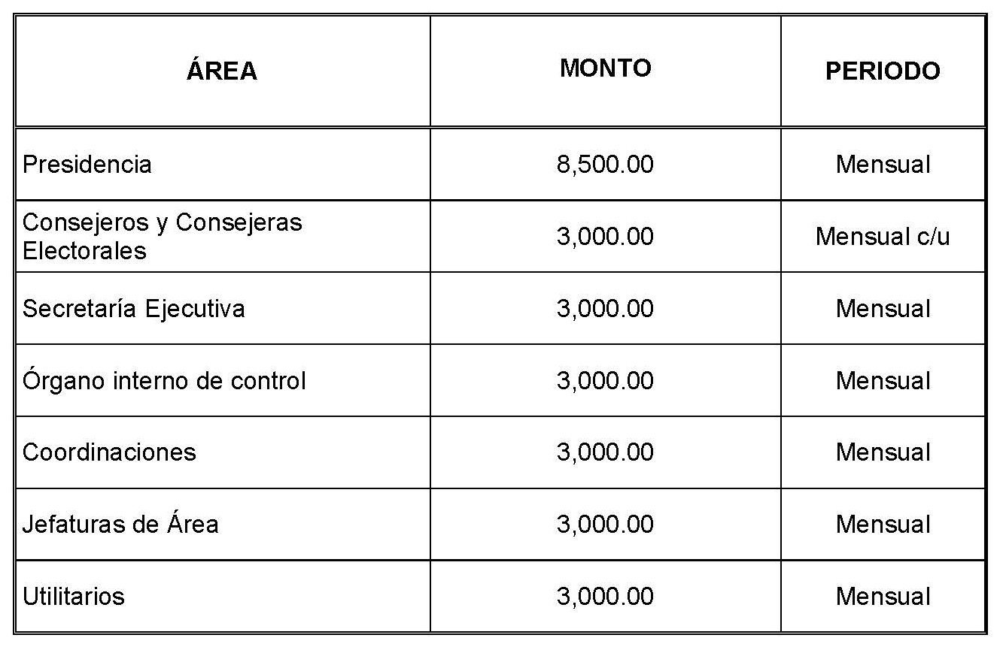 ÁREA MONTO PERIODO
Presidencia 8,500.00 Mensual
Consejeros y Consejeras
Electorales 3,000.00 Mensual c/u
Secretaría Ejecutiva 3,000.00 Mensual
Órgano interno de control 3,000.00 Mensual
Coordinaciones 3,000.00 Mensual
Jefaturas de Área 3,000.00 Mensual
Utilitarios 3,000.00 Mensual